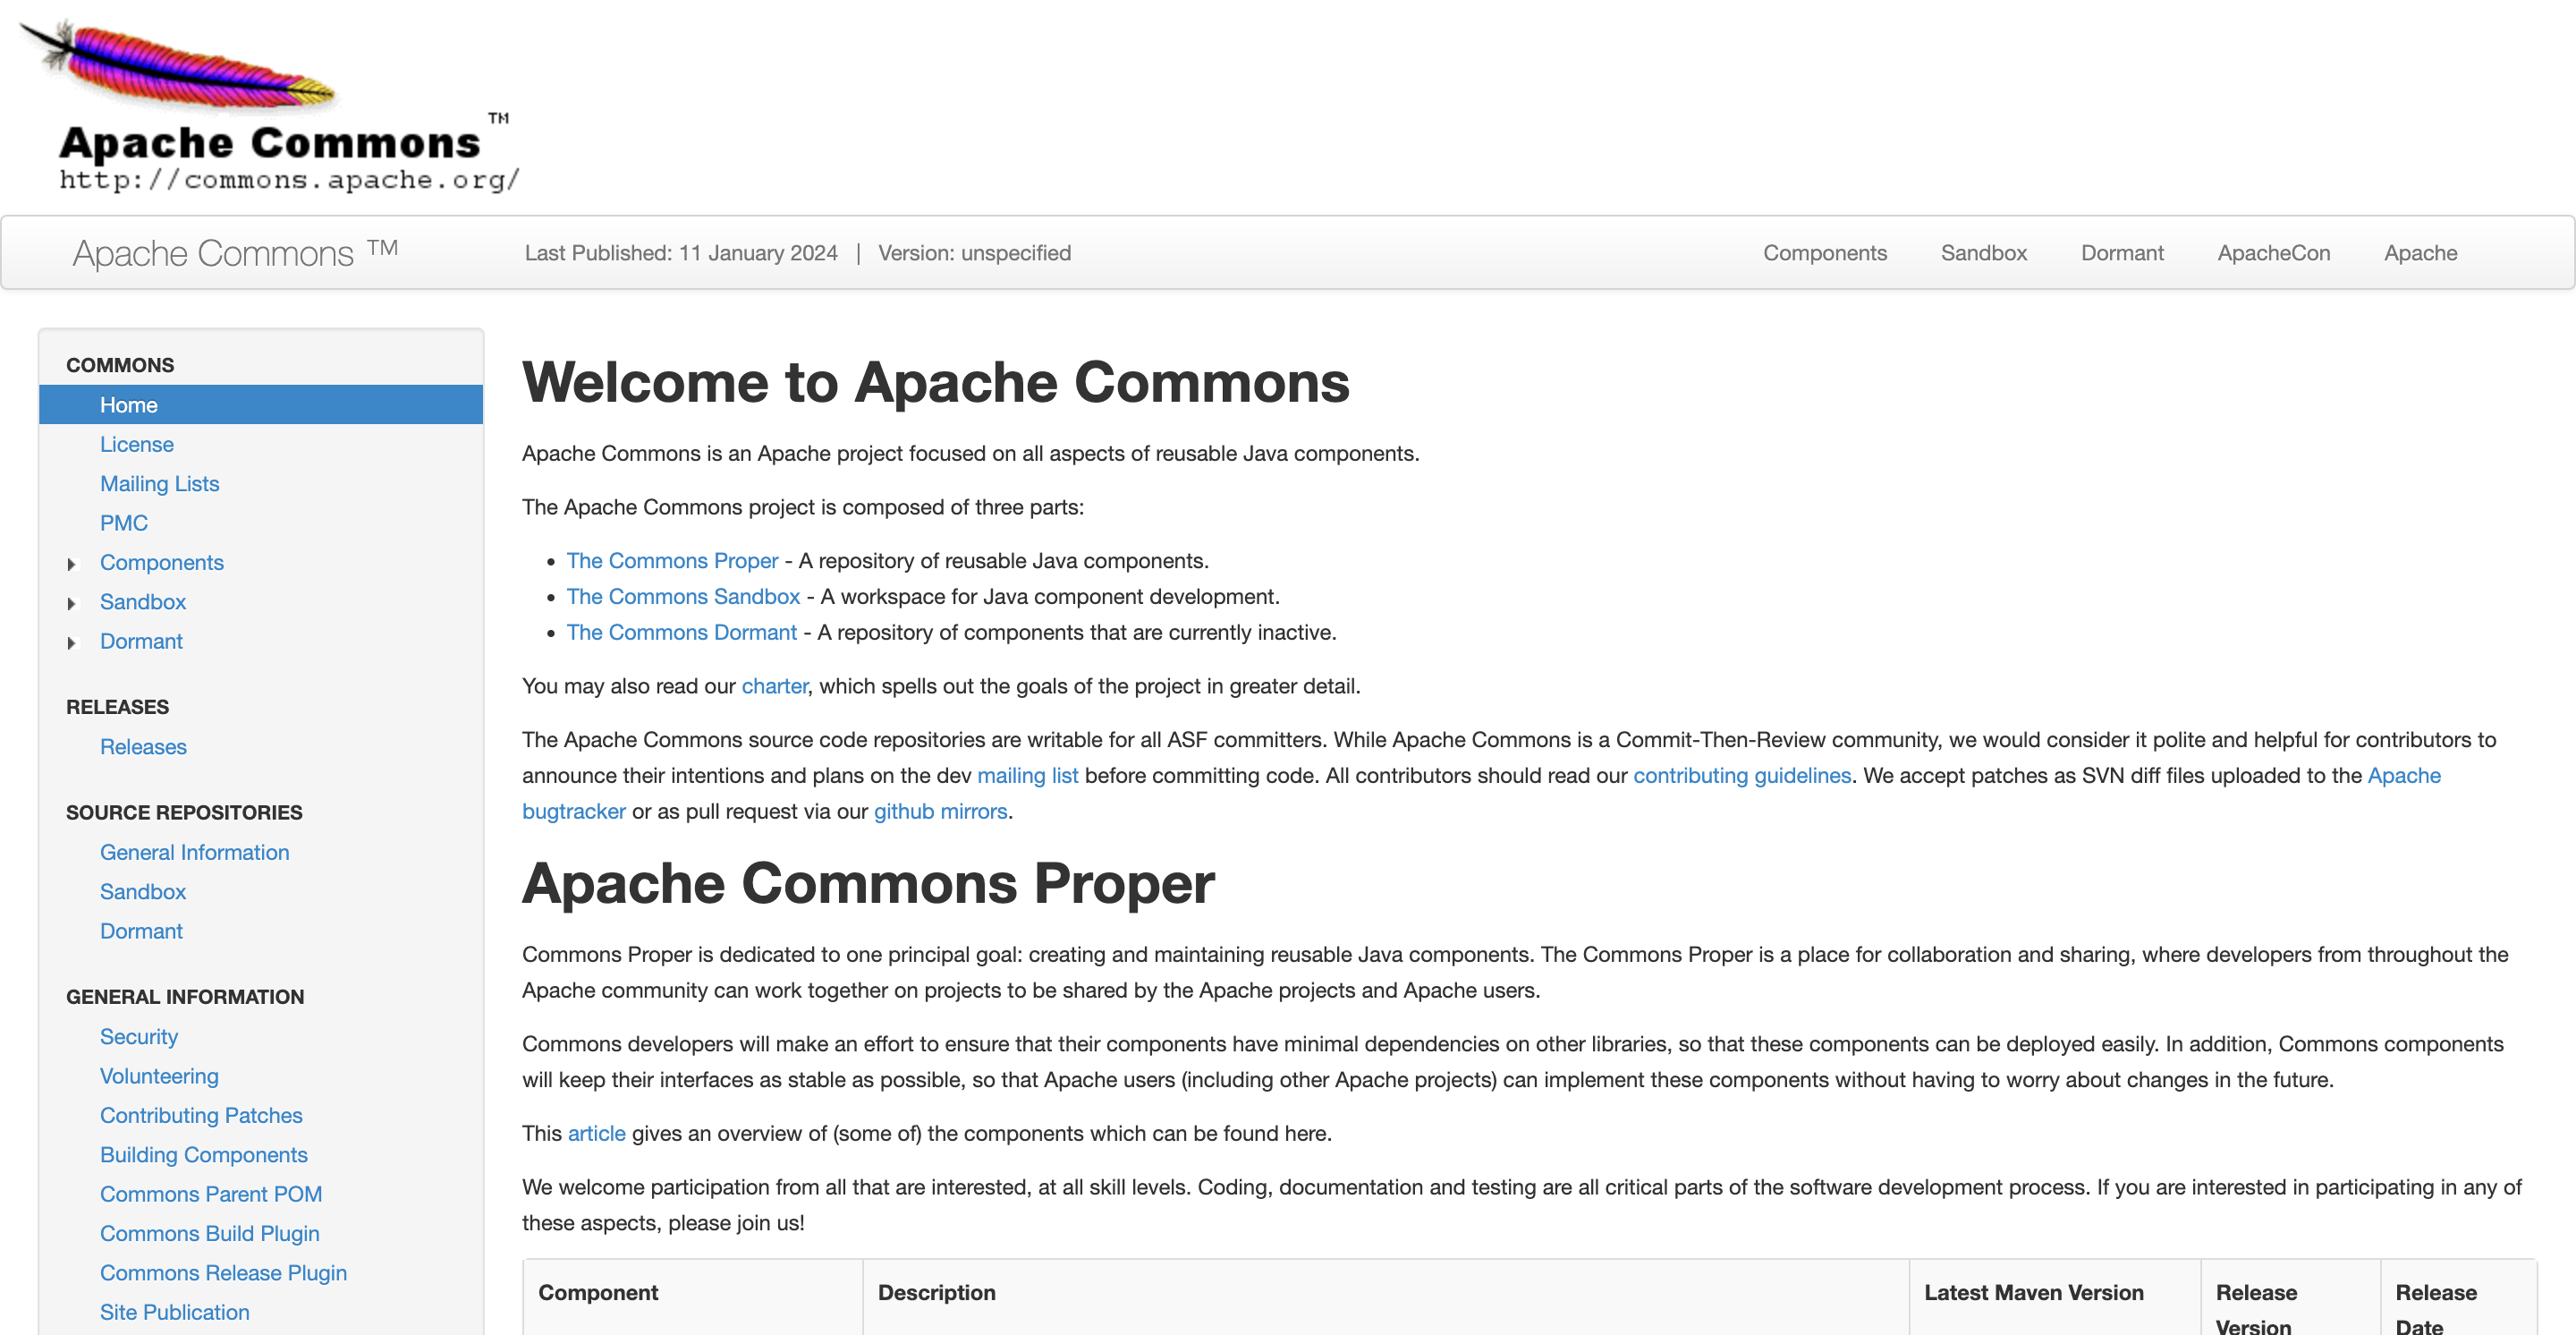 Apache Commons ™
http://commons.apache.org/
Apache Commons ™
Last Published: 11 January 2024 | Version: unspecified
Components Sandbox Dormant ApacheCon Apache
COMMONS
Home
License
Mailing Lists
PMC
Components
Sandbox
Dormant
RELEASES
Releases
SOURCE REPOSITORIES
General Information
Sandbox
Dormant
GENERAL INFORMATION
Security
Volunteering
Contributing Patches
Building Components
Commons Parent POM
Commons Build Plugin
Commons Release Plugin
Site Publication
Welcome to Apache Commons
Apache Commons is an Apache project focused on all aspects of reusable Java components.
The Apache Commons project is composed of three parts:
• The Commons Proper - A repository of reusable Java components.
• The Commons Sandbox - A workspace for Java component development.
• The Commons Dormant - A repository of components that are currently inactive.
You may also read our charter, which spells out the goals of the project in greater detail.
The Apache Commons source code repositories are writable for all ASF committers. While Apache Commons is a Commit-Then-Review community, we would consider it polite and helpful for contributors to
announce their intentions and plans on the dev mailing list before committing code. All contributors should read our contributing guidelines. We accept patches as SVN diff files uploaded to the Apache
bugtracker or as pull request via our github mirrors.
Apache Commons Proper
Commons Proper is dedicated to one principal goal: creating and maintaining reusable Java components. The Commons Proper is a place for collaboration and sharing, where developers from throughout the
Apache community can work together on projects to be shared by the Apache projects and Apache users.
Commons developers will make an effort to ensure that their components have minimal dependencies on other libraries, so that these components can be deployed easily. In addition, Commons components
will keep their interfaces as stable as possible, so that Apache users (including other Apache projects) can implement these components without having to worry about changes in the future.
This article gives an overview of (some of) the components which can be found here.
We welcome participation from all that are interested, at all skill levels. Coding, documentation and testing are all critical parts of the software development process. If you are interested in participating in any of
these aspects, please join us!
Component Description Latest Maven Version Release Release
Version Date